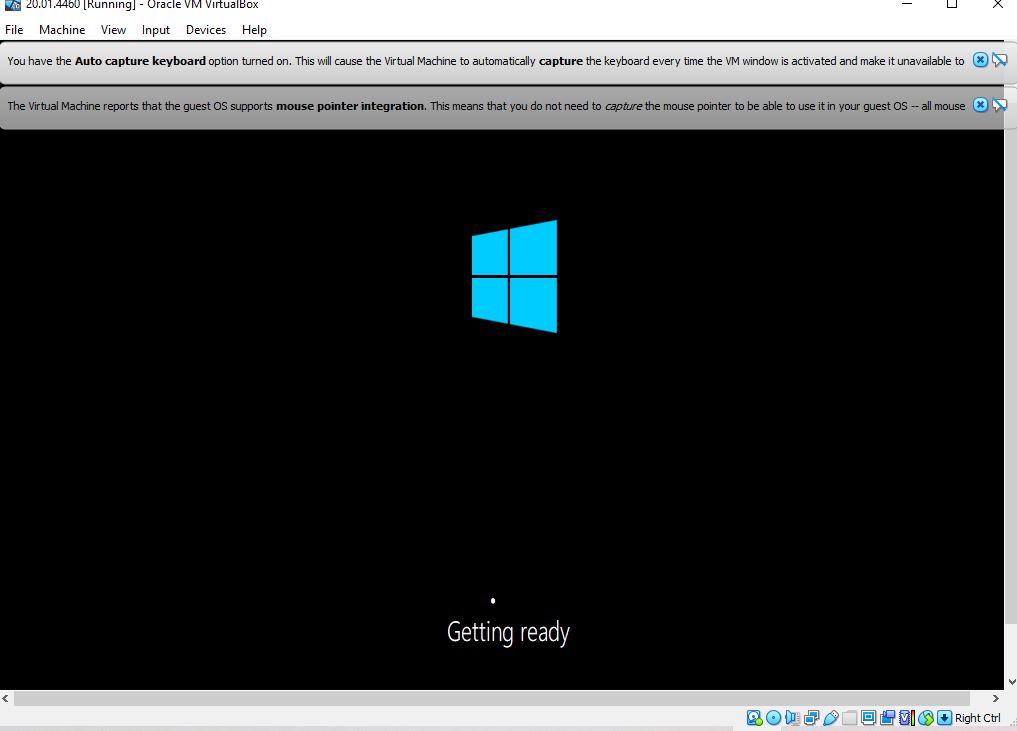 20.01.4460 [Running] - Oracle VM VirtualBox
File Machine View Input Devices Help
You have the Auto capture keyboard option turned on. This will cause the Virtual Machine to automatically capture the keyboard every time the VM window is activated and make it unavailable to
The Virtual Machine reports that the guest OS supports mouse pointer integration. This means that you do not need to capture the mouse pointer to be able to use it in your guest OS -- all mouse
Getting ready
Right Ctrl